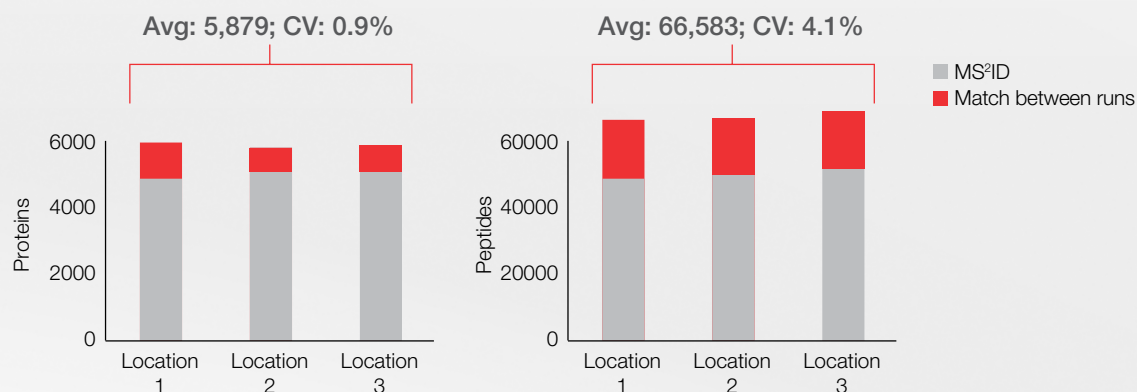 Avg: 5,879; CV: 0.9%
Proteins
6000
4000
2000
0
Location
1
Location
2
Location
3
Avg: 66,583; CV: 4.1%
Peptides
60000
40000
20000
0
Location
1
Location
2
Location
3
MS²ID
Match between runs